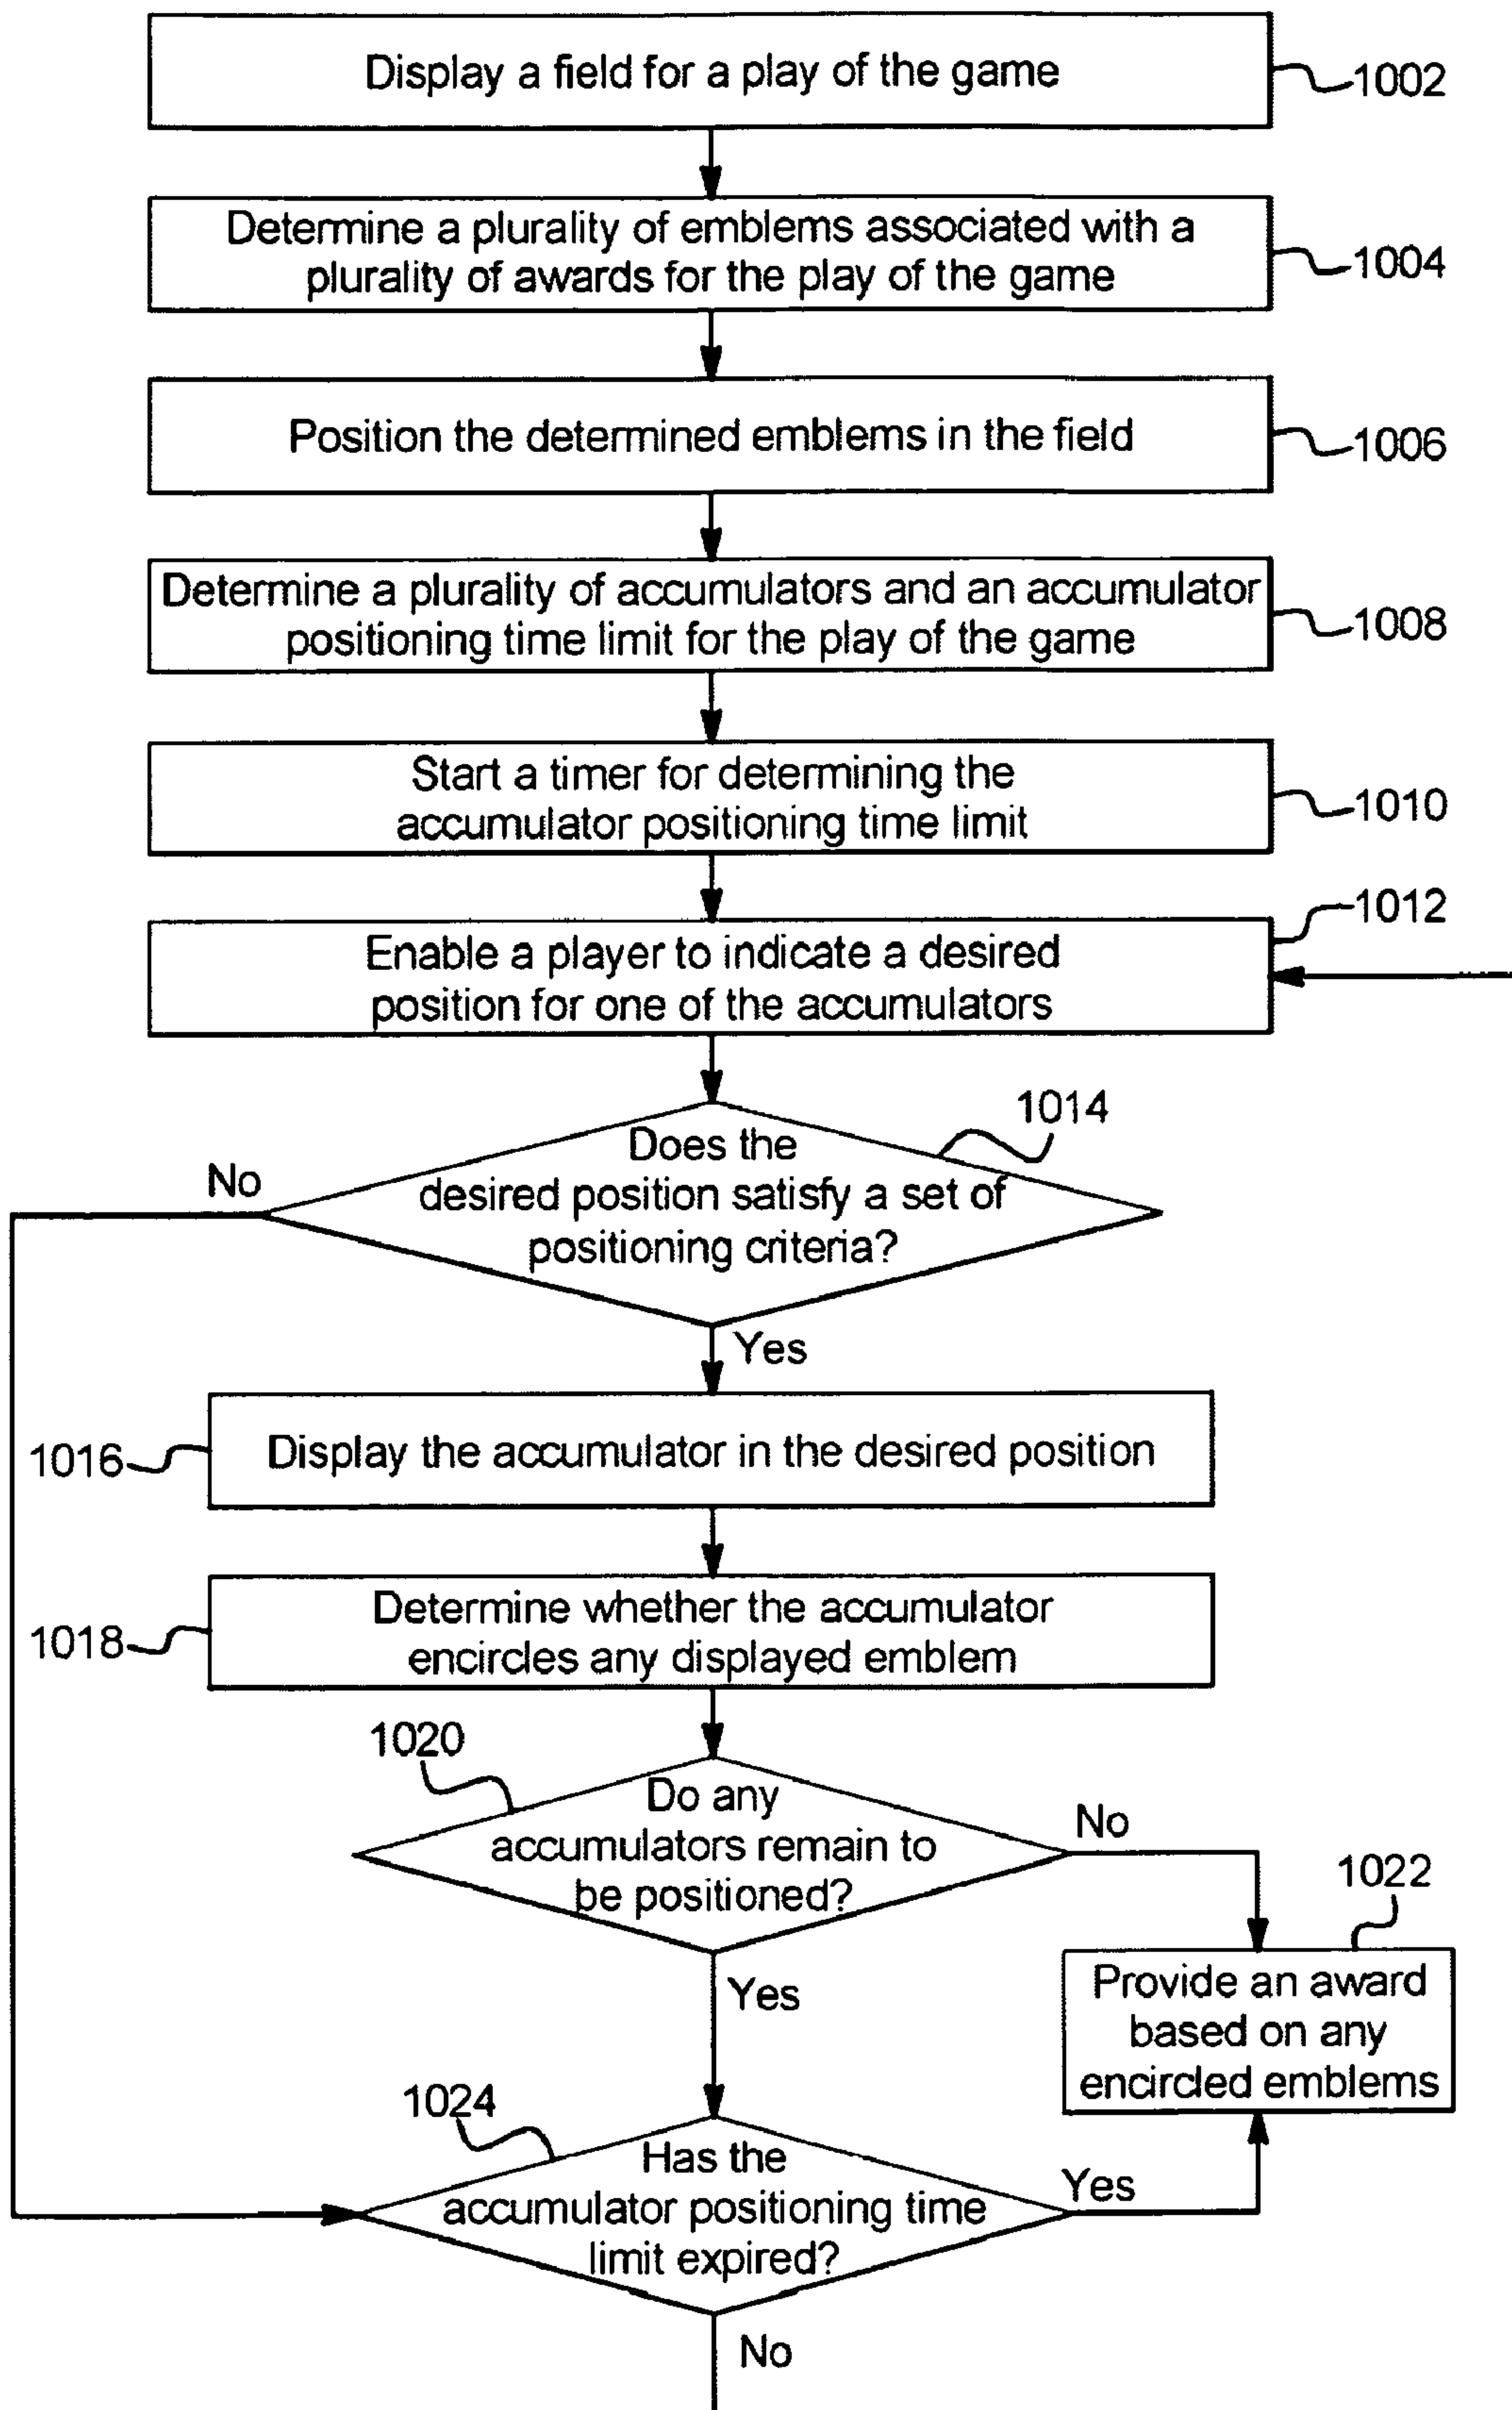 Display a field for a play of the game
1002
Determine a plurality of emblems associated with a
plurality of awards for the play of the game
1004
Position the determined emblems in the field
1006
Determine a plurality of accumulators and an accumulator
positioning time limit for the play of the game
1008
Start a timer for determining the
accumulator positioning time limit
1010
1012
Enable a player to indicate a desired
position for one of the accumulators
1014
Does the
desired position satisfy a set of
positioning criteria?
No
Yes
1016
Display the accumulator in the desired position
1018
Determine whether the accumulator
encircles any displayed emblem
1020
Do any
accumulators remain to
be positioned?
No
Yes
1022
Provide an award
based on any
encircled emblems
1024
Has the
accumulator positioning time
limit expired?
Yes
No